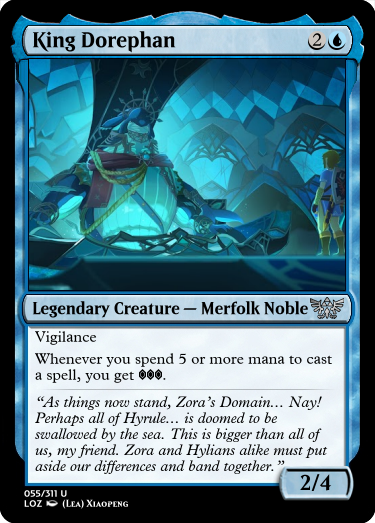 King Dorephan 2
Legendary Creature — Merfolk Noble
Vigilance
Whenever you spend 5 or more mana to cast
a spell, you get .
“As things now stand, Zora’s Domain… Nay!
Perhaps all of Hyrule… is doomed to be
swallowed by the sea. This is bigger than all of
us, my friend. Zora and Hylians alike must put
aside our differences and band together.”
2/4
055/311 U
LOZ (Lea) Xiaopeng